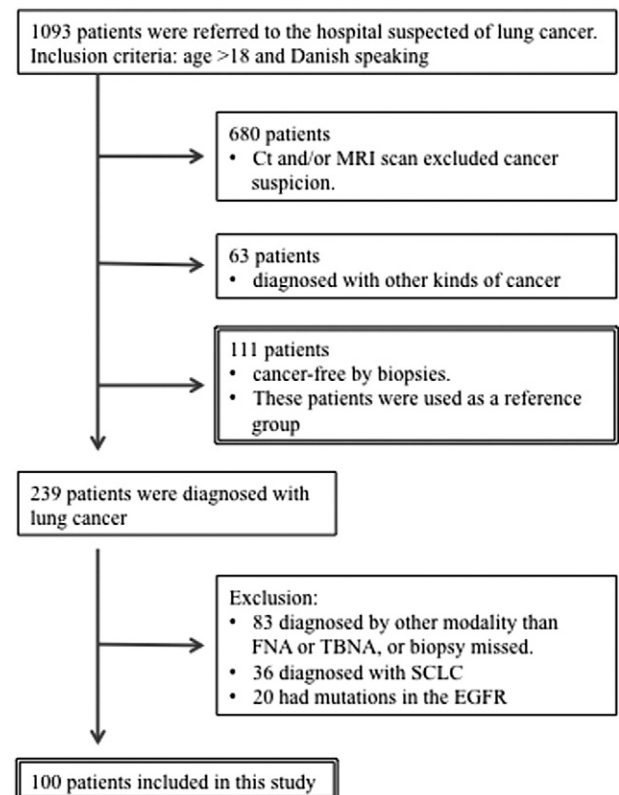 1093 patients were referred to the hospital suspected of lung cancer.
Inclusion criteria: age >18 and Danish speaking
680 patients
• Ct and/or MRI scan excluded cancer
suspicion.
63 patients
• diagnosed with other kinds of cancer
111 patients
• cancer-free by biopsies.
• These patients were used as a reference
group
239 patients were diagnosed with
lung cancer
Exclusion:
• 83 diagnosed by other modality than
FNA or TBNA, or biopsy missed.
• 36 diagnosed with SCLC
• 20 had mutations in the EGFR
100 patients included in this study